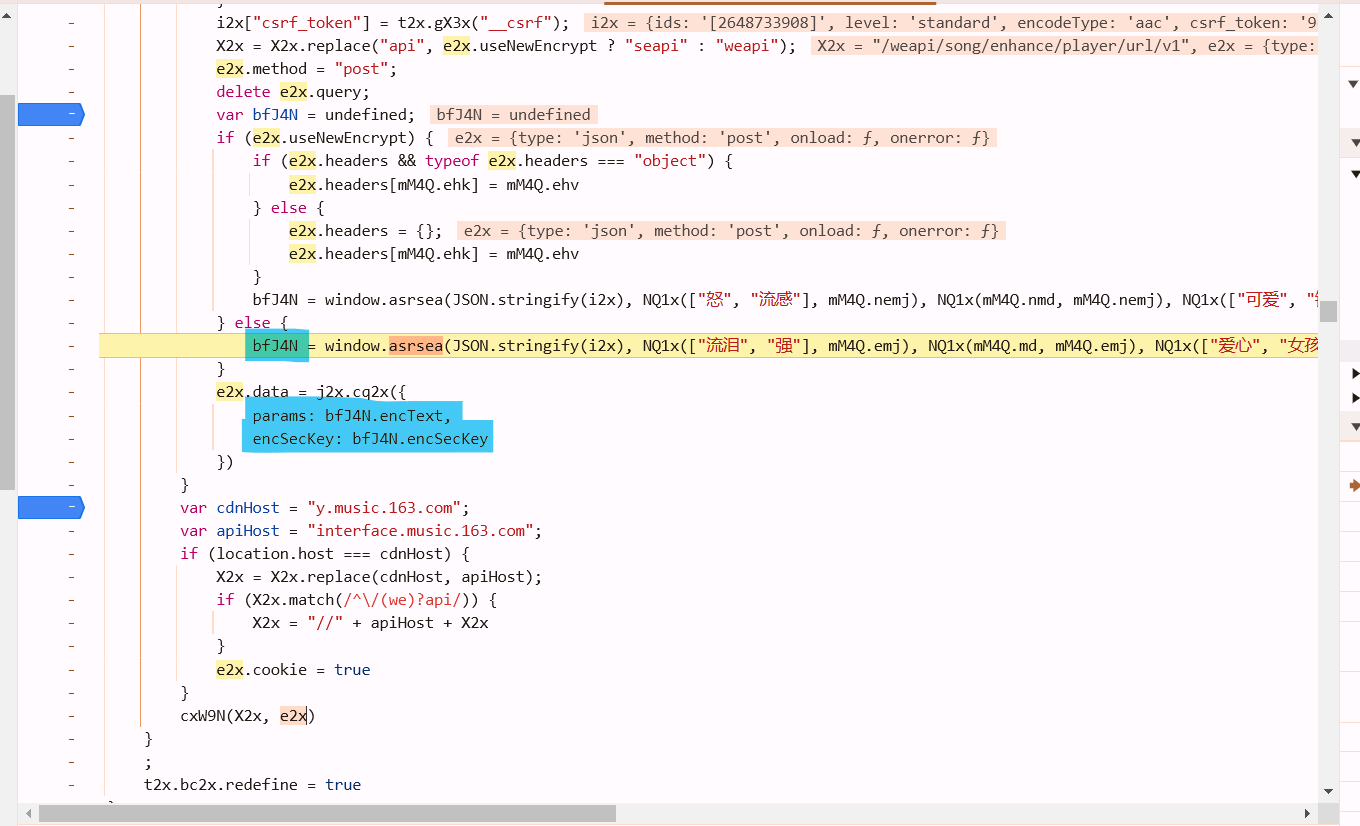 i2x["csrf_token"] = t2x.gX3x("__csrf"); i2x = {ids: '[2648733908]', level: 'standard', encodeType: 'aac', csrf_token: '9
X2x = X2x.replace("api", e2x.useNewEncrypt ? "seapi" : "weapi"); X2x = "/weapi/song/enhance/player/url/v1", e2x = {type:
e2x.method = "post";
delete e2x.query;
var bfJ4N = undefined; bfJ4N = undefined
if (e2x.useNewEncrypt) { e2x = {type: 'json', method: 'post', onload: ƒ, onerror: ƒ}
if (e2x.headers && typeof e2x.headers === "object") {
e2x.headers[mM4Q.ehk] = mM4Q.ehv
} else {
e2x.headers = {}; e2x = {type: 'json', method: 'post', onload: ƒ, onerror: ƒ}
e2x.headers[mM4Q.ehk] = mM4Q.ehv
}
bfJ4N = window.asrsea(JSON.stringify(i2x), NQ1x(["怒", "流感"], mM4Q.nemj), NQ1x(mM4Q.nmd, mM4Q.nemj), NQ1x(["可爱", "
} else {
bfJ4N = window.asrsea(JSON.stringify(i2x), NQ1x(["流泪", "强"], mM4Q.emj), NQ1x(mM4Q.md, mM4Q.emj), NQ1x(["爱心", "女孩
}
e2x.data = j2x.cq2x({
params: bfJ4N.encText,
encSecKey: bfJ4N.encSecKey
})
}
var cdnHost = "y.music.163.com";
var apiHost = "interface.music.163.com";
if (location.host === cdnHost) {
X2x = X2x.replace(cdnHost, apiHost);
if (X2x.match(/^\/(we)?api/)) {
X2x = "//" + apiHost + X2x
}
e2x.cookie = true
}
cxW9N(X2x, e2x)
}
;
t2x.bc2x.redefine = true